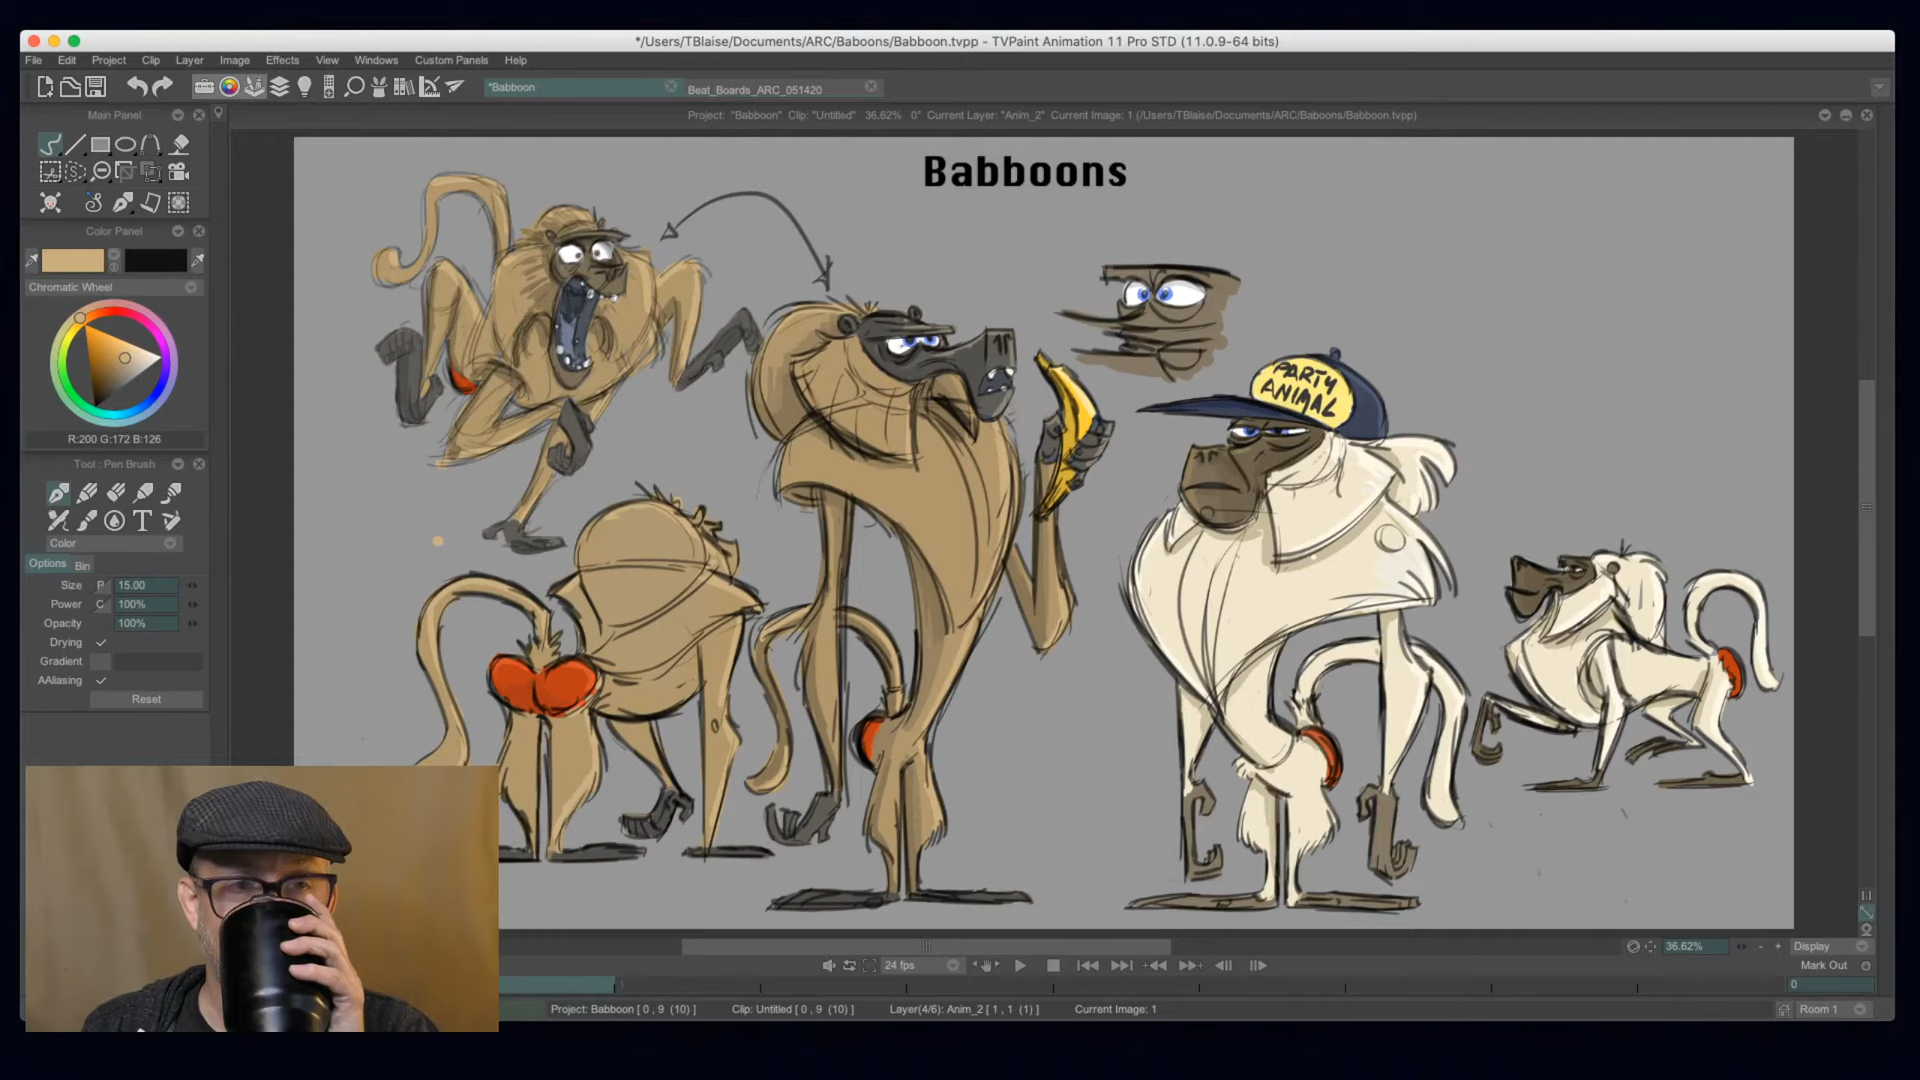 */Users/TBlaise/Documents/ARC/Baboons/Babboon.tvpp - TVPaint Animation 11 Pro STD (11.0.9-64 bits)
File Edit Project Clip Layer Image Effects View Windows Custom Panels Help
*Babboon
Beat_Boards_ARC_051420
Main Panel
Project: "Babboon" Clip: "Untitled" 36.62% 0° Current Layer: "Anim_2" Current Image: 1 (/Users/TBlaise/Documents/ARC/Baboons/Babboon.tvpp)
Babboons
Color Panel
Chromatic Wheel
R:200 G:172 B:126
PARTY
ANIMAL
Tool : Pen Brush
Color
Options Bin
Size P 15.00
Power C 100%
Opacity 100%
Drying
Gradient
AAliasing
Reset
36.62%
Display
24 fps
Mark Out
1
0
Project: Babboon [ 0 , 9 (10) ] Clip: Untitled [ 0 , 9 (10) ] Layer(4/6): Anim_2 [ 1 , 1 (1) ] Current Image: 1
Room 1